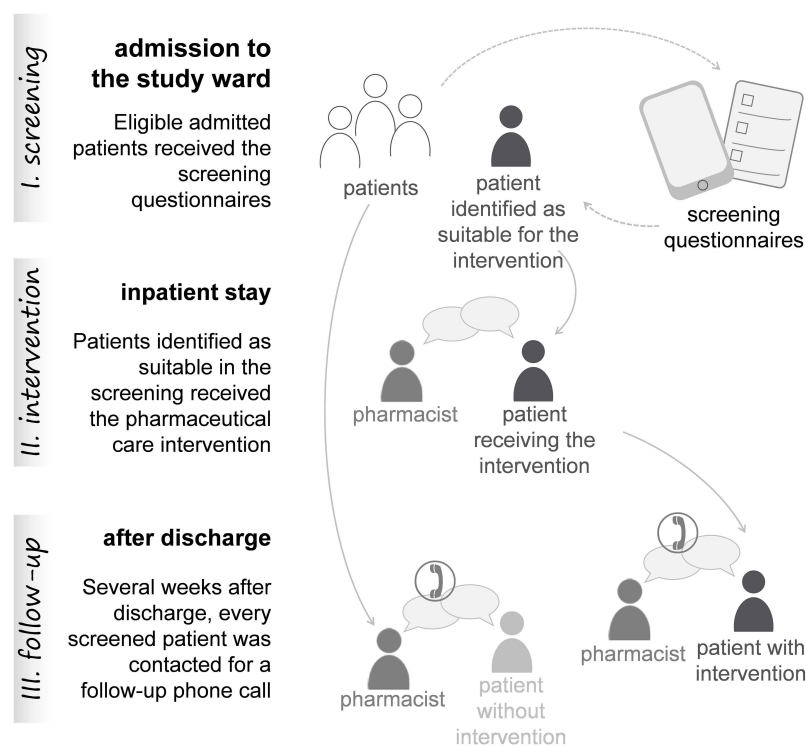 I. screening
admission to
the study ward
Eligible admitted
patients received the
screening
questionnaires
patients
patient
identified as
suitable for the
intervention
screening
questionnaires
II. intervention
inpatient stay
Patients identified as
suitable in the
screening received
the pharmaceutical
care intervention
pharmacist
patient
receiving the
intervention
III. follow-up
after discharge
Several weeks after
discharge, every
screened patient was
contacted for a
follow-up phone call
pharmacist
patient
without
intervention
pharmacist
patient with
intervention